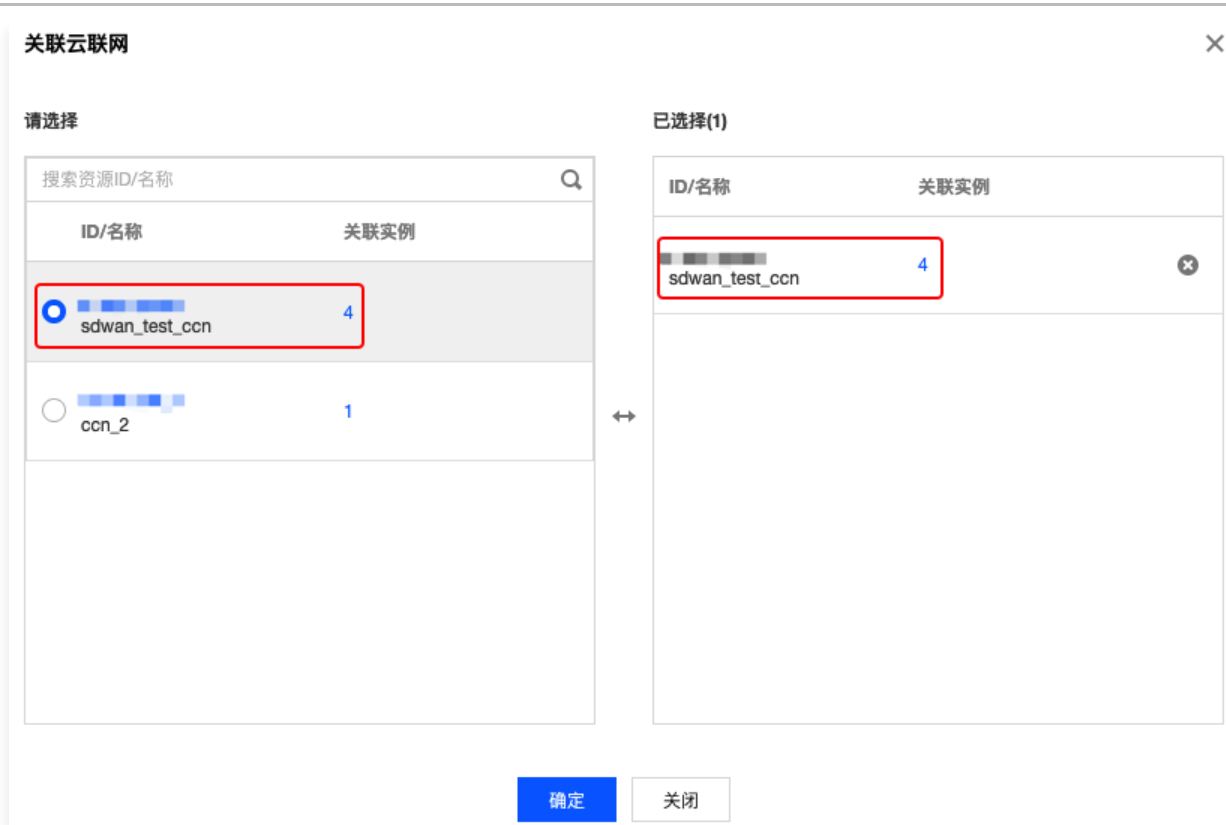 关联云联网
请选择
已选择(1)
搜索资源ID/名称
ID/名称 关联实例
sdwan_test_ccn 4
ccn_2 1
ID/名称 关联实例
sdwan_test_ccn 4
确定 关闭